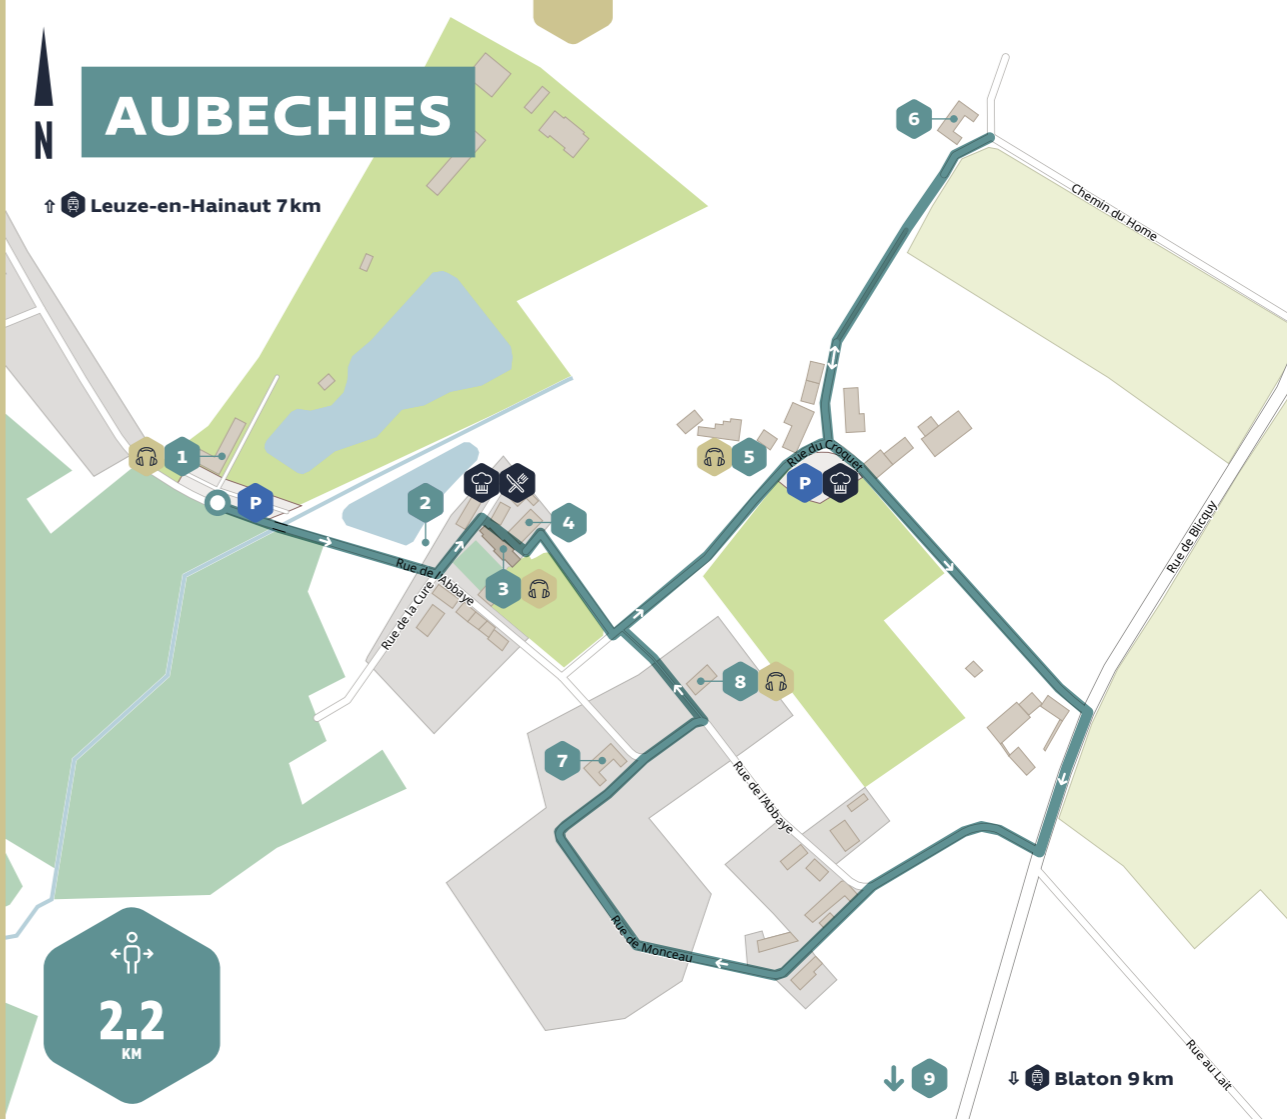 AUBECHIES
N
Leuze-en-Hainaut 7 km
6
Chemin du Home
1
P
2
4
3
5
Rue du Croquet
P
Rue de l'Abbaye
Rue de la Cure
Rue de Blicquy
8
7
Rue de l'Abbaye
Rue de Monceau
2.2
KM
9
Blaton 9 km
Rue au Lait